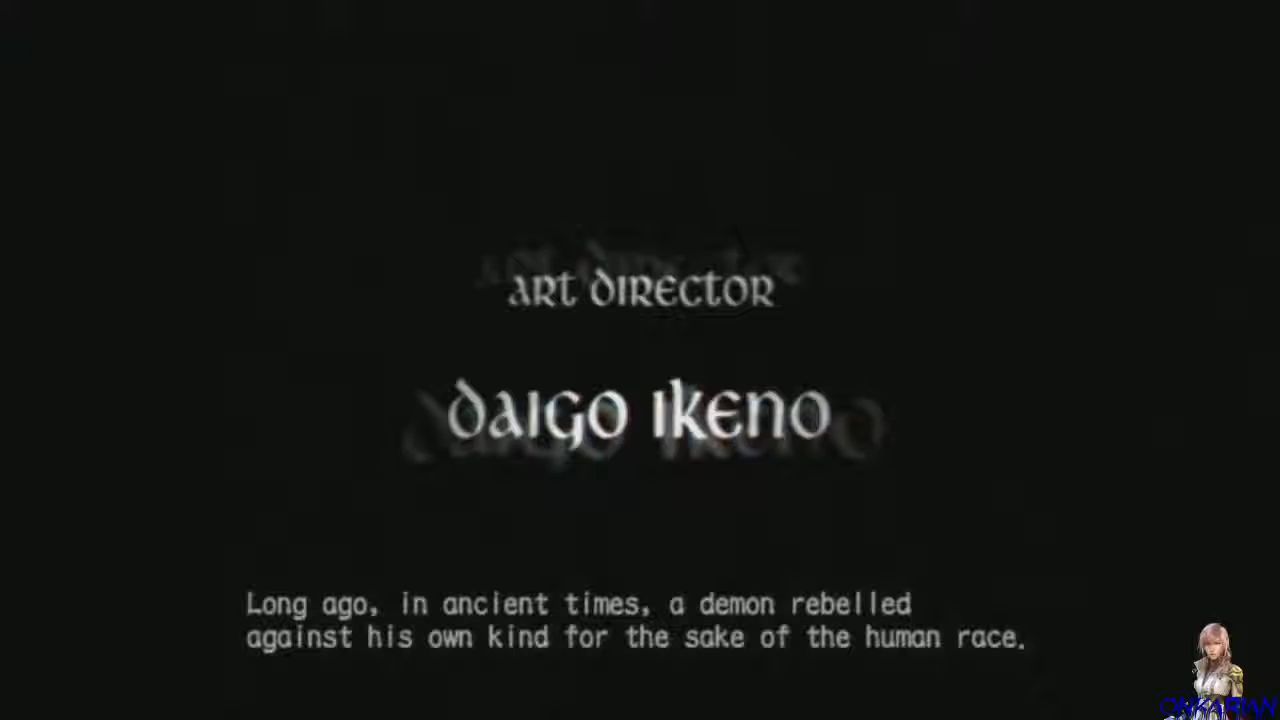 ART DIRECTOR
DAIGO IKENO
Long ago, in ancient times, a demon rebelled
against his own kind for the sake of the human race.
ONKARIAN